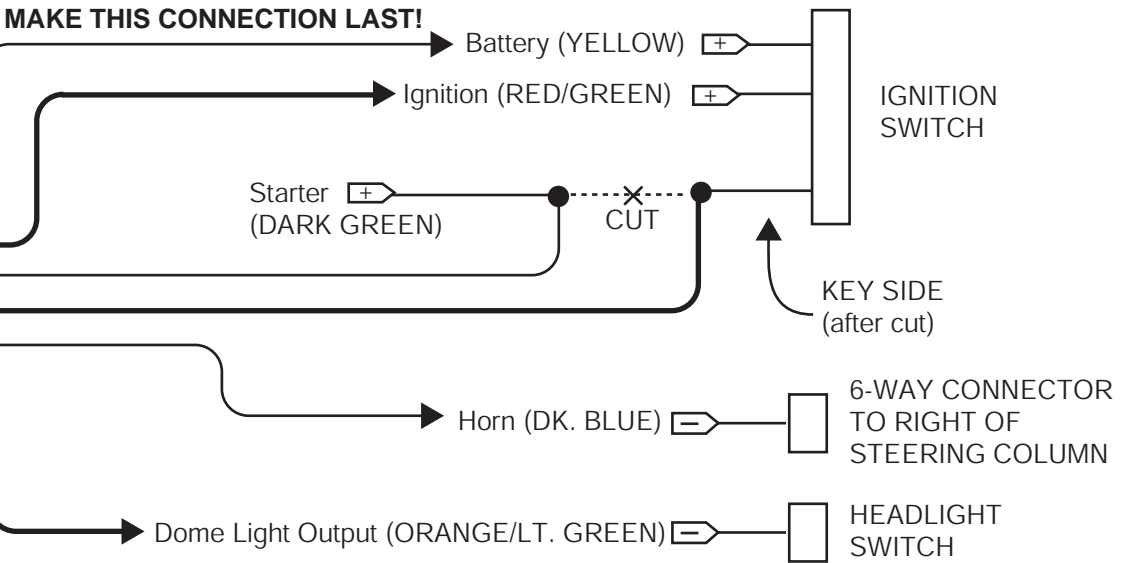 MAKE THIS CONNECTION LAST!
Battery (YELLOW) +
Ignition (RED/GREEN) +
IGNITION
SWITCH
Starter +
(DARK GREEN)
CUT
KEY SIDE
(after cut)
Horn (DK. BLUE) −
6-WAY CONNECTOR
TO RIGHT OF
STEERING COLUMN
Dome Light Output (ORANGE/LT. GREEN) −
HEADLIGHT
SWITCH